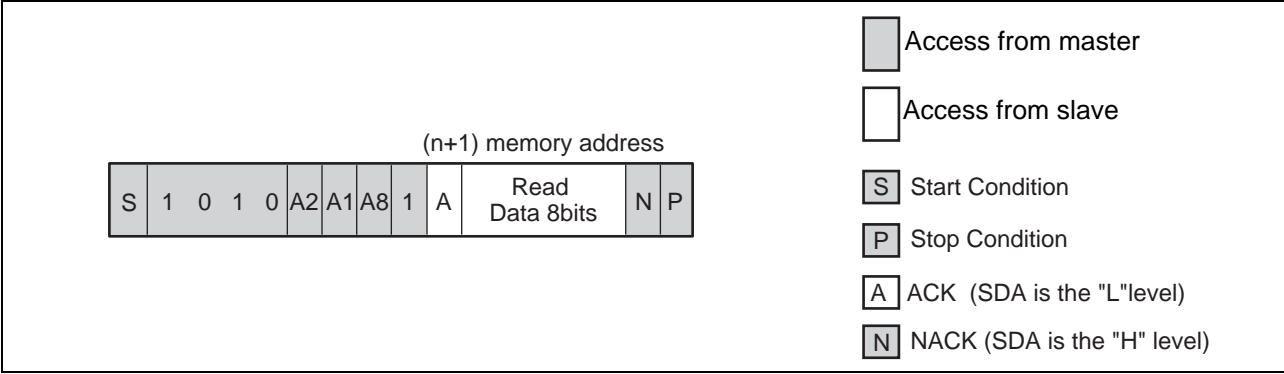 (n+1) memory address
S 1 0 1 0 A2 A1 A8 1 A Read Data 8bits N P
Access from master
Access from slave
S Start Condition
P Stop Condition
A ACK (SDA is the "L"level)
N NACK (SDA is the "H" level)